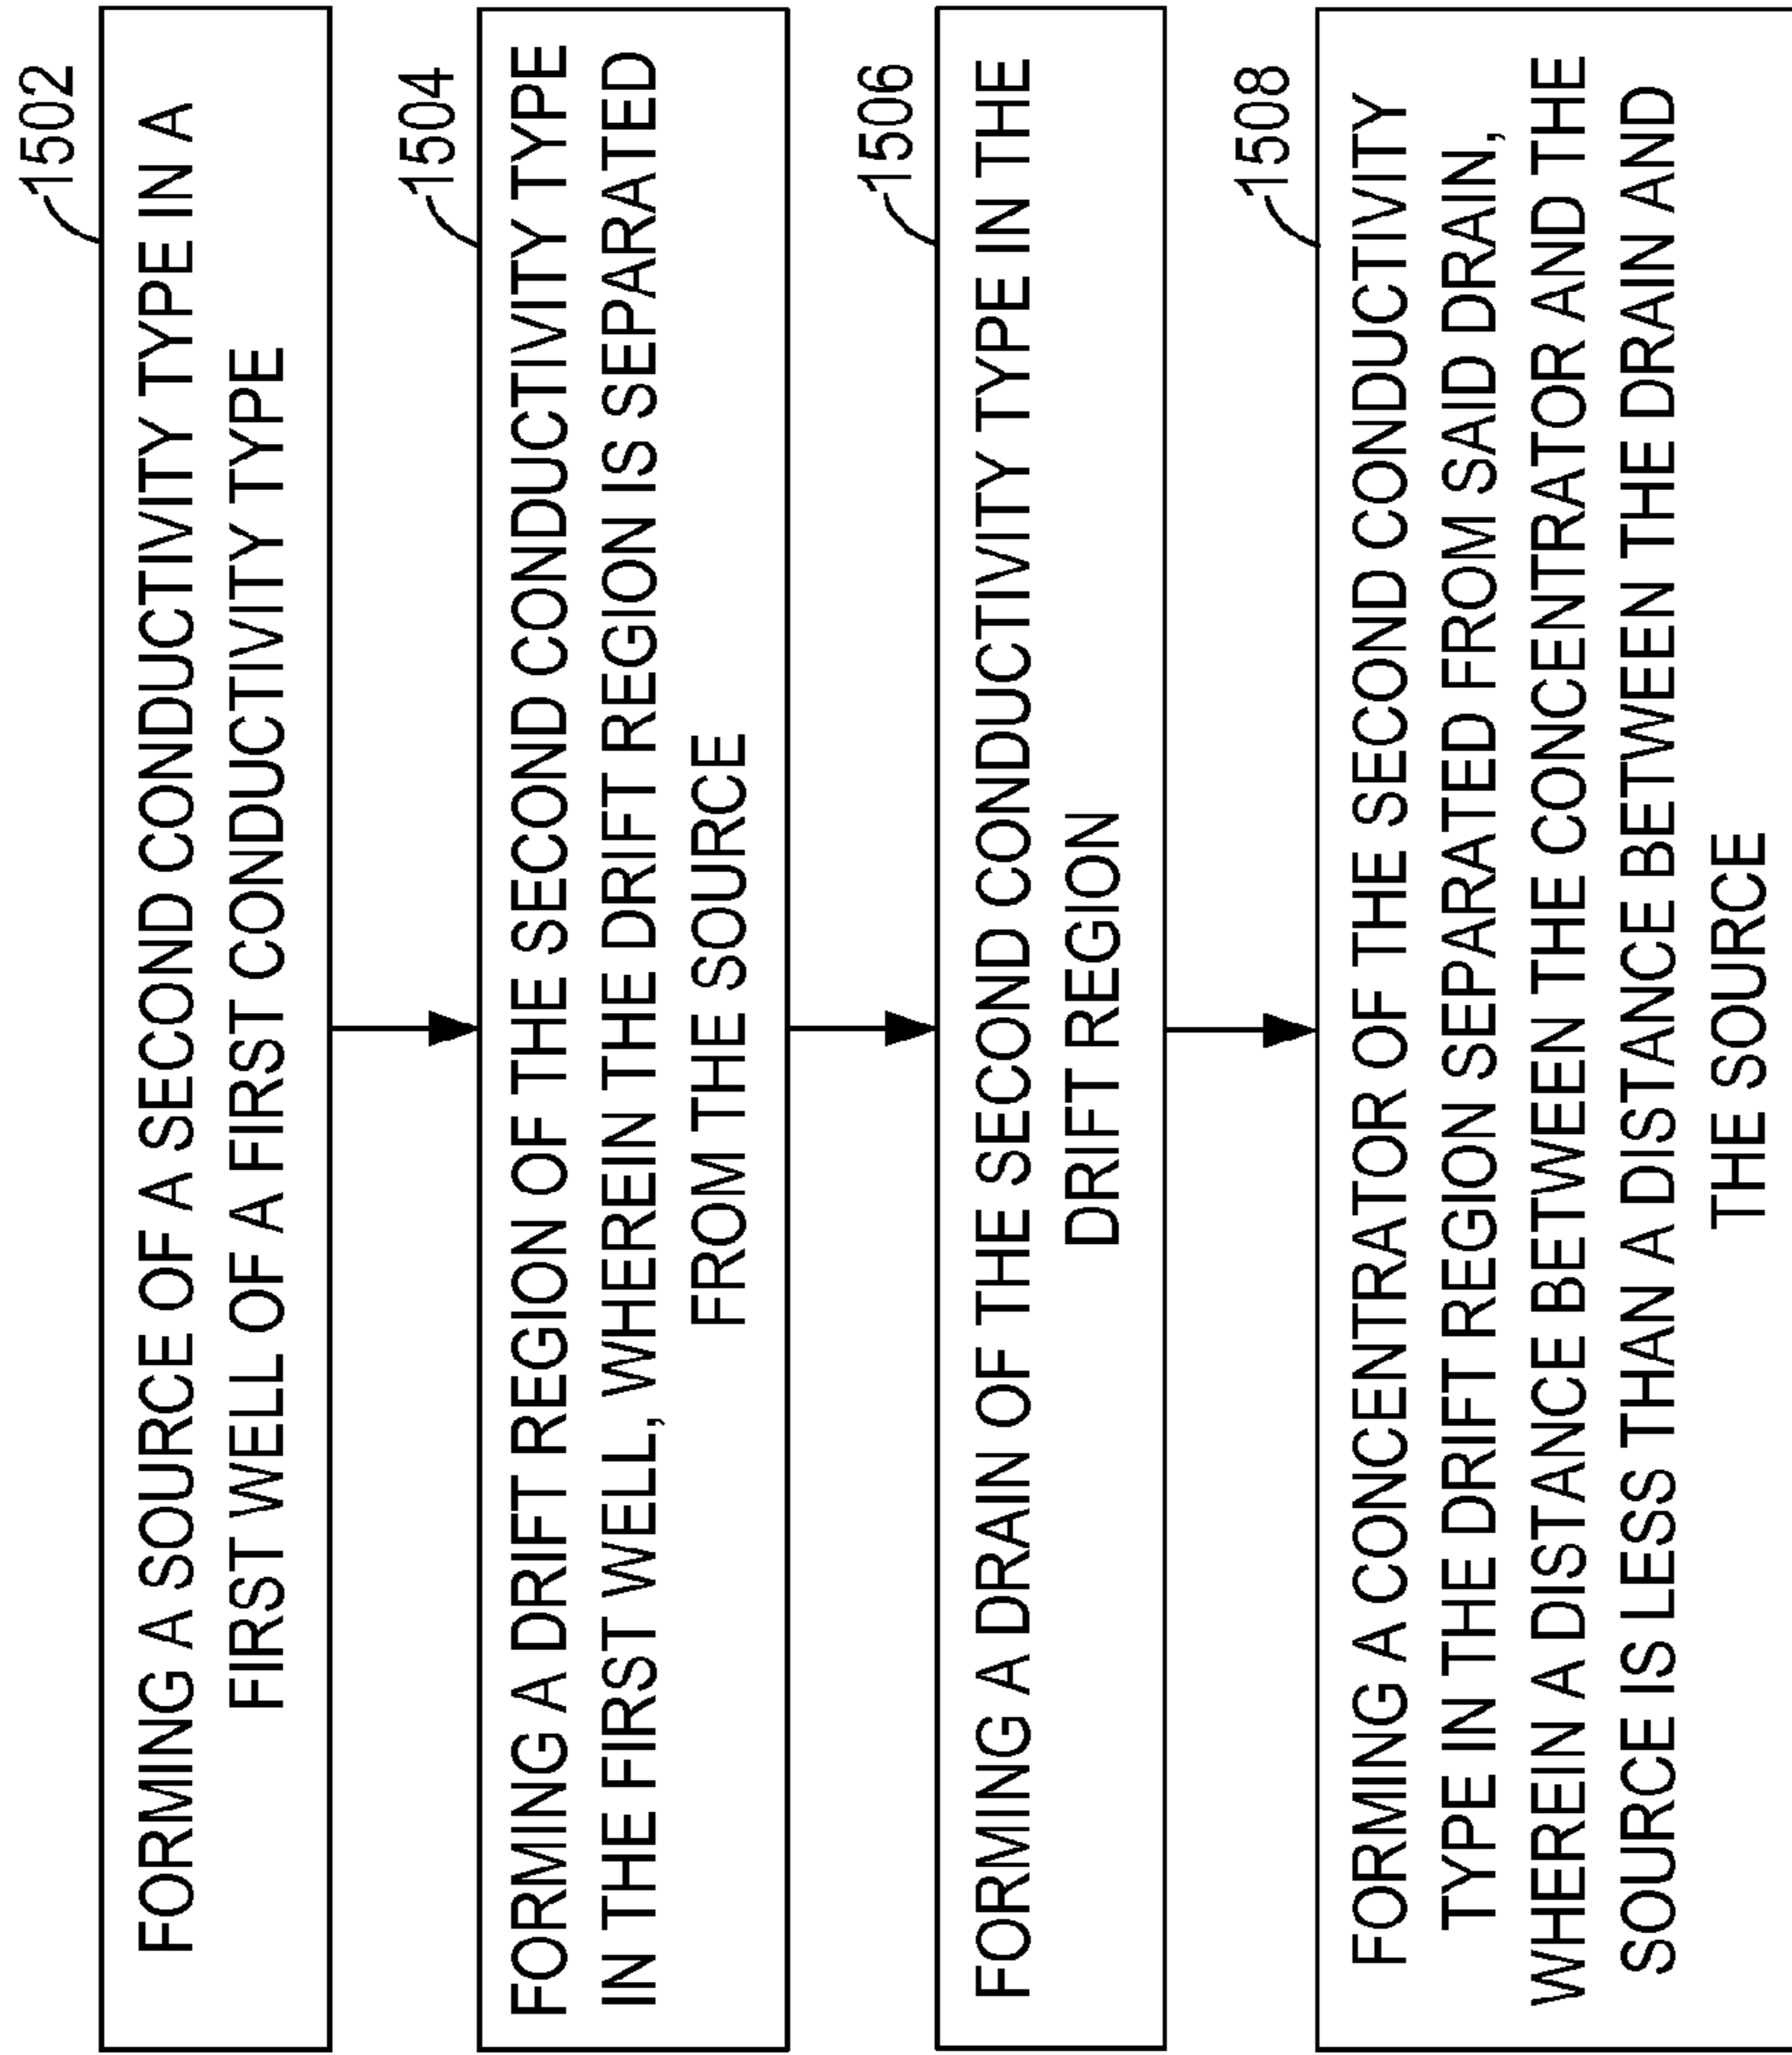 1502
FORMING A SOURCE OF A SECOND CONDUCTIVITY TYPE IN A
FIRST WELL OF A FIRST CONDUCTIVITY TYPE
1504
FORMING A DRIFT REGION OF THE SECOND CONDUCTIVITY TYPE
IN THE FIRST WELL, WHEREIN THE DRIFT REGION IS SEPARATED
FROM THE SOURCE
1506
FORMING A DRAIN OF THE SECOND CONDUCTIVITY TYPE IN THE
DRIFT REGION
1508
FORMING A CONCENTRATOR OF THE SECOND CONDUCTIVITY
TYPE IN THE DRIFT REGION SEPARATED FROM SAID DRAIN,
WHEREIN A DISTANCE BETWEEN THE CONCENTRATOR AND THE
SOURCE IS LESS THAN A DISTANCE BETWEEN THE DRAIN AND
THE SOURCE